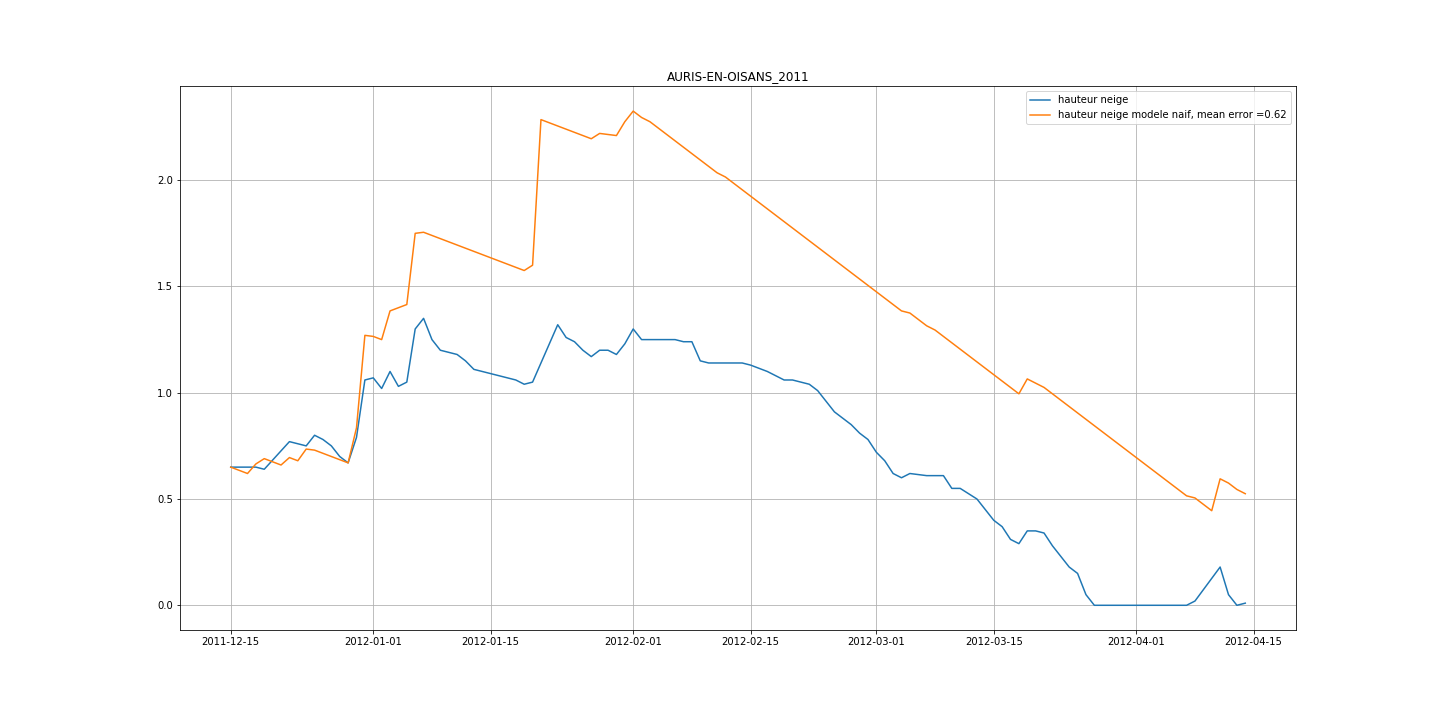 AURIS-EN-OISANS_2011
hauteur neige
hauteur neige modele naif, mean error =0.62
2.0
1.5
1.0
0.5
0.0
2011-12-15 2012-01-01 2012-01-15 2012-02-01 2012-02-15 2012-03-01 2012-03-15 2012-04-01 2012-04-15